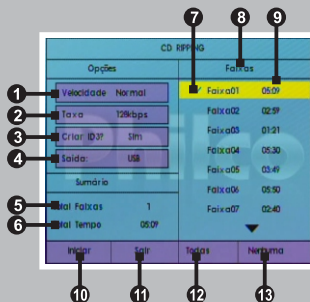 7 8 9
CD RIPPING
Opções Faixas
1 Velocidade Normal
2 Taxa 128kbps
3 Criar ID3? Sim
4 Saída: USB
Sumário
5 tal Faixas 1
6 tal Tempo 05:09
Faixa01 05:09
Faixa02 02:59
Faixa03 03:21
Faixa04 05:30
Faixa05 03:49
Faixa06 05:50
Faixa07 02:40
Iniciar Sair Todas Nenhuma
10 11 12 13
Philco